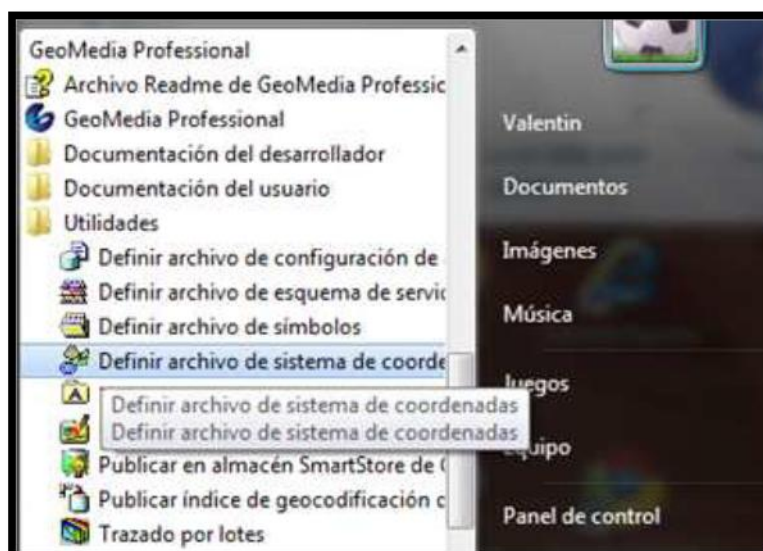 GeoMedia Professional
Archivo Readme de GeoMedia Professic
GeoMedia Professional
Documentación del desarrollador
Documentación del usuario
Utilidades
Definir archivo de configuración de
Definir archivo de esquema de servic
Definir archivo de símbolos
Definir archivo de sistema de coorde
Definir archivo de sistema de coordenadas
Definir archivo de sistema de coordenadas
Publicar en almacén SmartStore de
Publicar índice de geocodificación
Trazado por lotes
Valentin
Documentos
Imágenes
Música
Juegos
Equipo
Panel de control